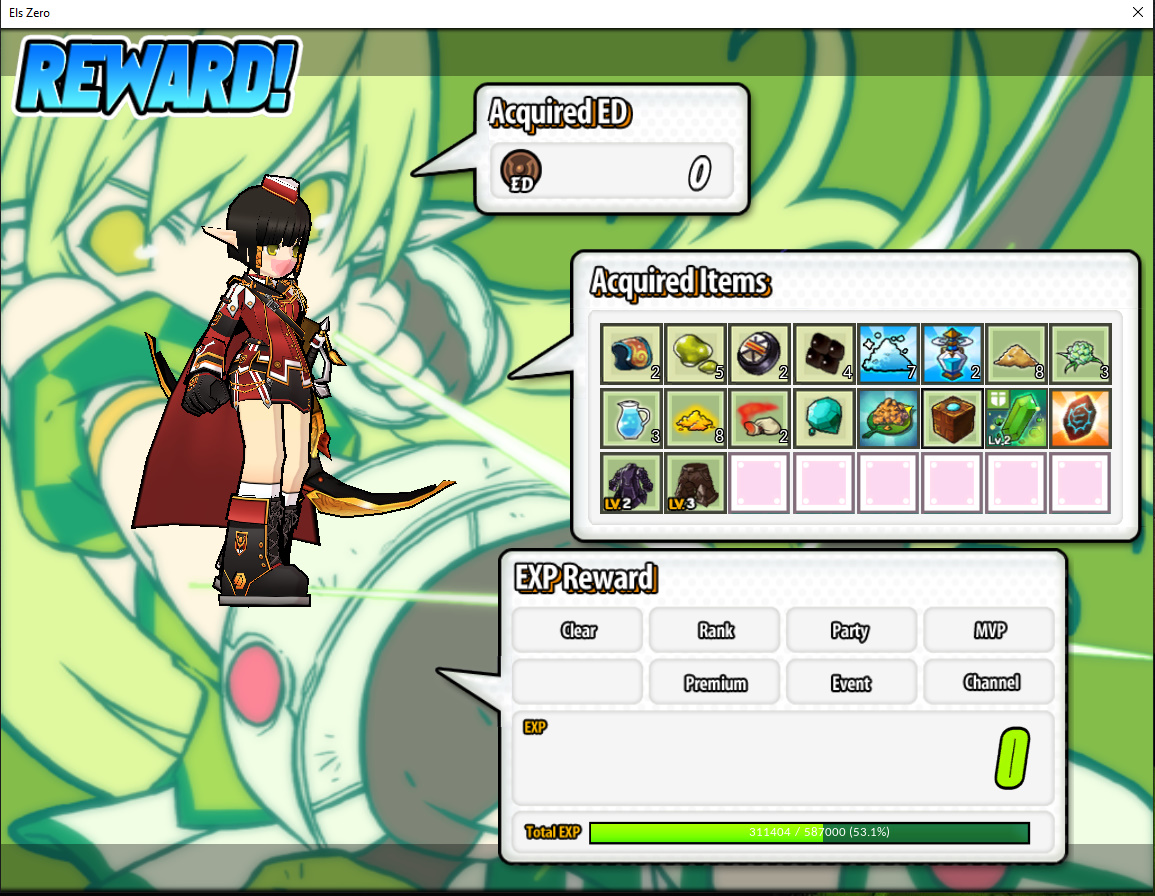 Els Zero
REWARD!
Acquired ED
ED
0
Acquired Items
2 5 2 4 7 2 8 3
3 8 2 Lv.2
LV.2 LV.3
EXP Reward
Clear Rank Party MVP
Premium Event Channel
EXP
0
Total EXP 311404 / 587000 (53.1%)